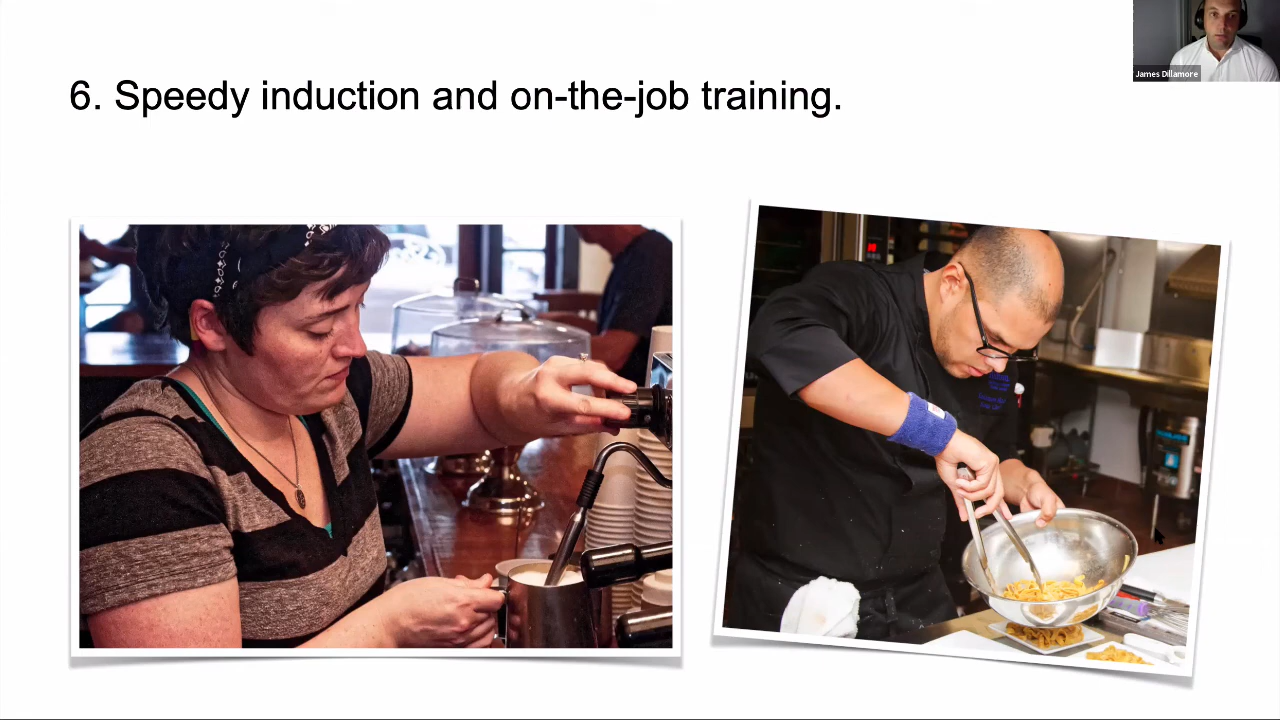 James Dillamore
6. Speedy induction and on-the-job training.